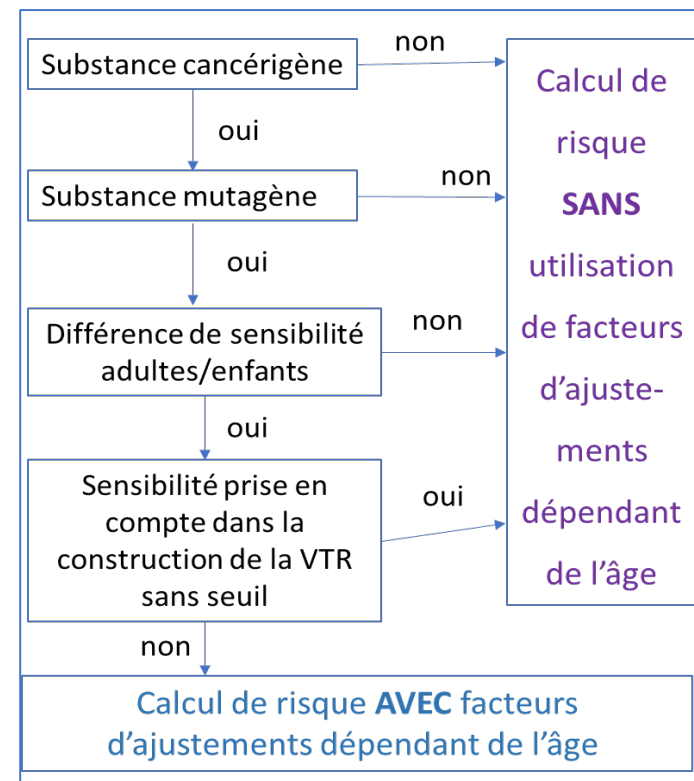 Substance cancérigène
non
oui
Substance mutagène
non
oui
Différence de sensibilité
adultes/enfants
non
oui
Sensibilité prise en
compte dans la
construction de la VTR
sans seuil
oui
non
Calcul de
risque
SANS
utilisation
de facteurs
d'ajuste-
ments
dépendant
de l'âge
Calcul de risque AVEC facteurs
d'ajustements dépendant de l'âge